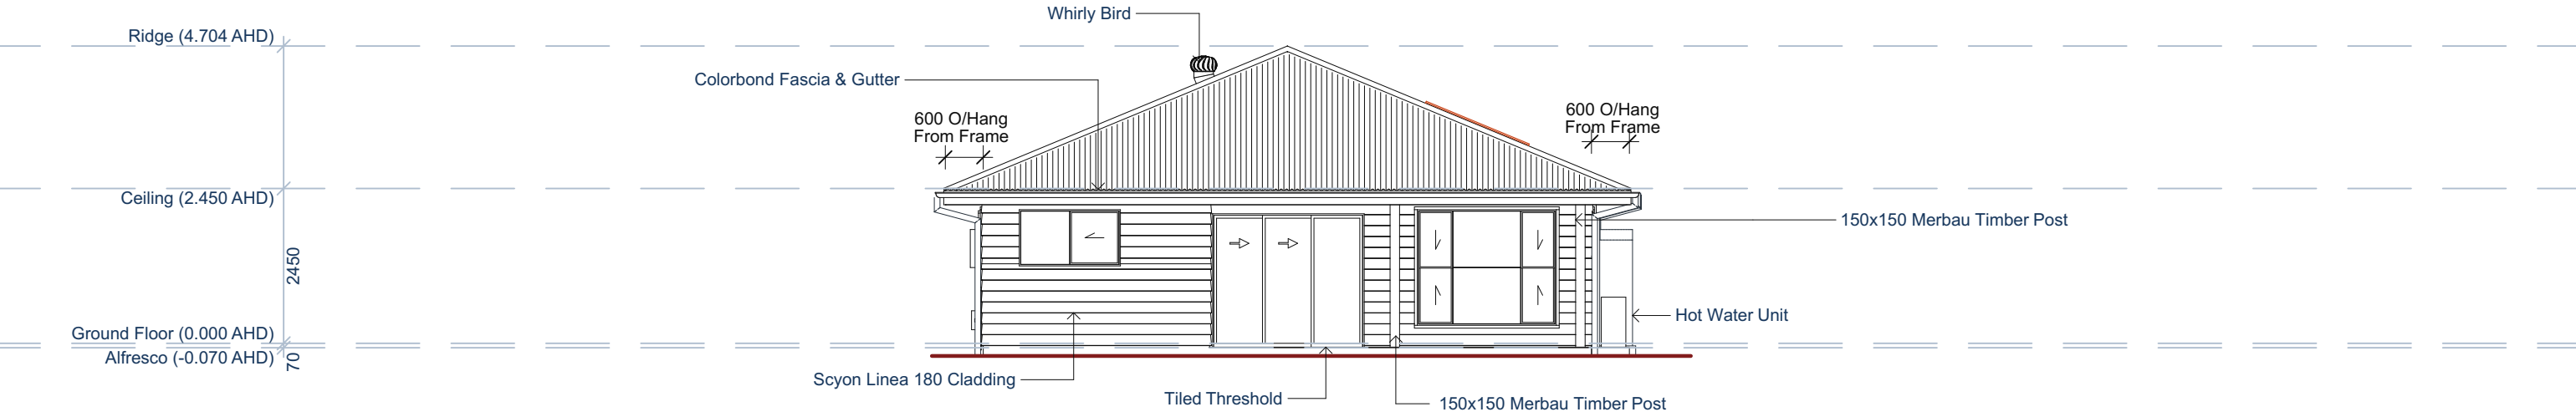 Whirly Bird
Ridge (4.704 AHD)
Colorbond Fascia & Gutter
600 O/Hang
From Frame
600 O/Hang
From Frame
Ceiling (2.450 AHD)
150x150 Merbau Timber Post
2450
Hot Water Unit
Ground Floor (0.000 AHD)
Alfresco (-0.070 AHD)
70
Scyon Linea 180 Cladding
Tiled Threshold
150x150 Merbau Timber Post